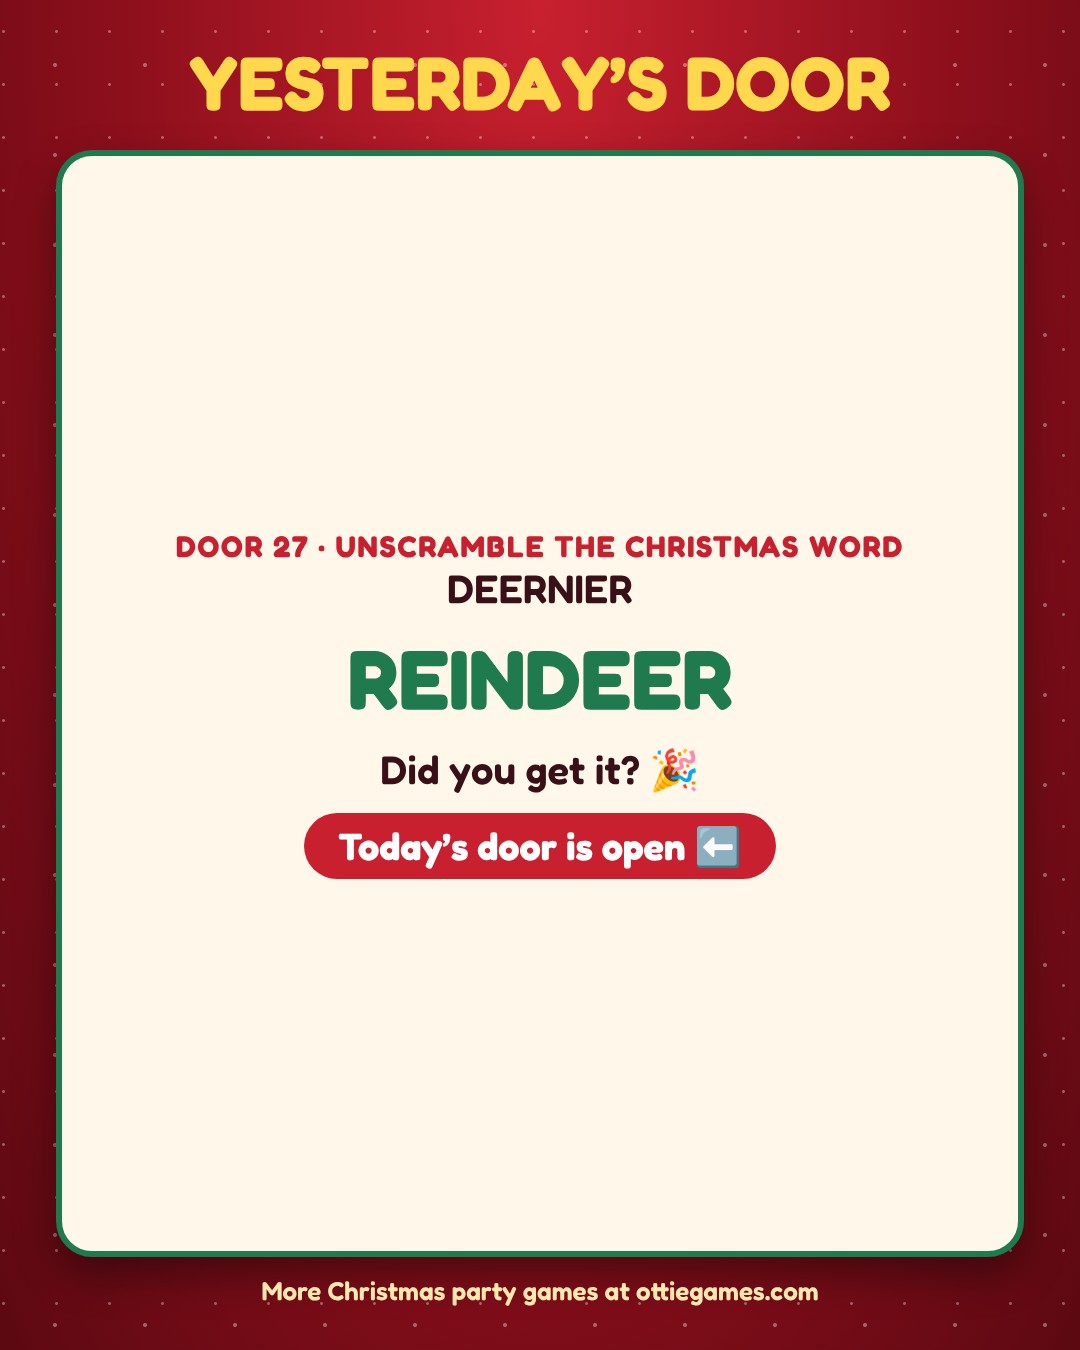 YESTERDAY’S DOOR
DOOR 27 · UNSCRAMBLE THE CHRISTMAS WORD
DEERNIER
REINDEER
Did you get it? 🎉
Today’s door is open ⬅️
More Christmas party games at ottiegames.com